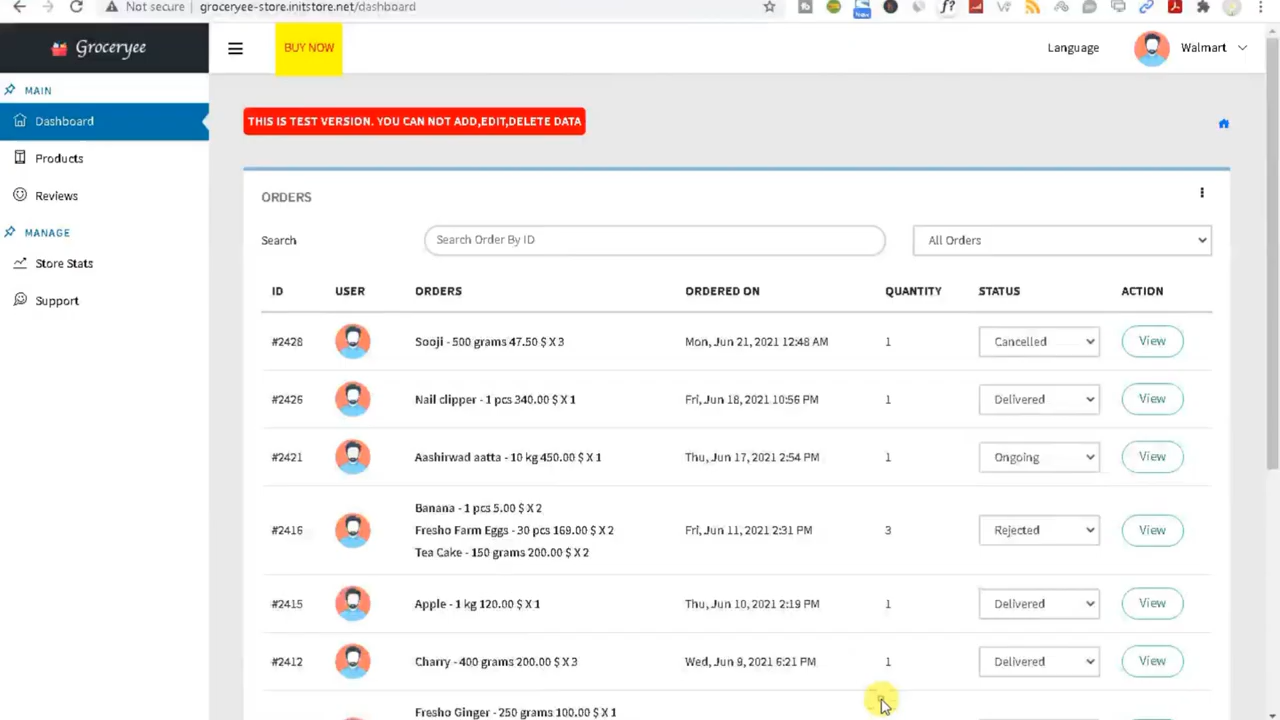 Not secure groceryee-store.initstore.net/dashboard
Groceryee
BUY NOW
Language
Walmart
MAIN
Dashboard
Products
Reviews
MANAGE
Store Stats
Support
THIS IS TEST VERSION. YOU CAN NOT ADD,EDIT,DELETE DATA
ORDERS
Search
Search Order By ID
All Orders
ID USER ORDERS ORDERED ON QUANTITY STATUS ACTION
#2428 Sooji - 500 grams 47.50 $ X 3 Mon, Jun 21, 2021 12:48 AM 1 Cancelled View
#2426 Nail clipper - 1 pcs 340.00 $ X 1 Fri, Jun 18, 2021 10:56 PM 1 Delivered View
#2421 Aashirwad aatta - 10 kg 450.00 $ X 1 Thu, Jun 17, 2021 2:54 PM 1 Ongoing View
Banana - 1 pcs 5.00 $ X 2
#2416 Fresho Farm Eggs - 30 pcs 169.00 $ X 2 Fri, Jun 11, 2021 2:31 PM 3 Rejected View
Tea Cake - 150 grams 200.00 $ X 2
#2415 Apple - 1 kg 120.00 $ X 1 Thu, Jun 10, 2021 2:19 PM 1 Delivered View
#2412 Charry - 400 grams 200.00 $ X 3 Wed, Jun 9, 2021 6:21 PM 1 Delivered View
Fresho Ginger - 250 grams 100.00 $ X 1